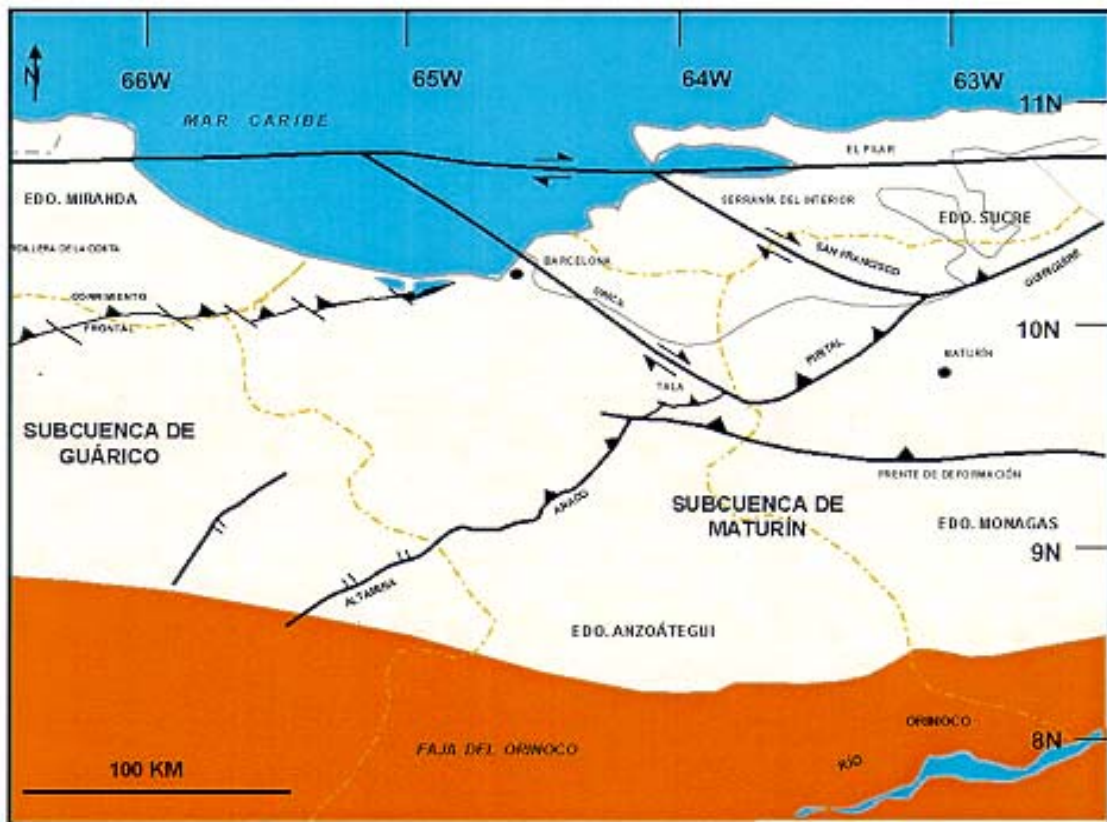 66W
65W
64W
63W
11N
N
MAR CARIBE
EL PILAR
EDO. MIRANDA
SERRANÍA DEL INTERIOR
EDO. SUCRE
SAN FRANCISCO
BARCELONA
URICA
CORRIMIENTO
FRONTAL
10N
PIRITAL
MATURÍN
TALA
SUBCUENCA DE
GUÁRICO
FRENTE DE DEFORMACIÓN
ANACO
SUBCUENCA DE
MATURÍN
EDO. MONAGAS
9N
ALTAMIRA
EDO. ANZOÁTEGUI
ORINOCO
8N
FAJA DEL ORINOCO
RÍO
100 KM